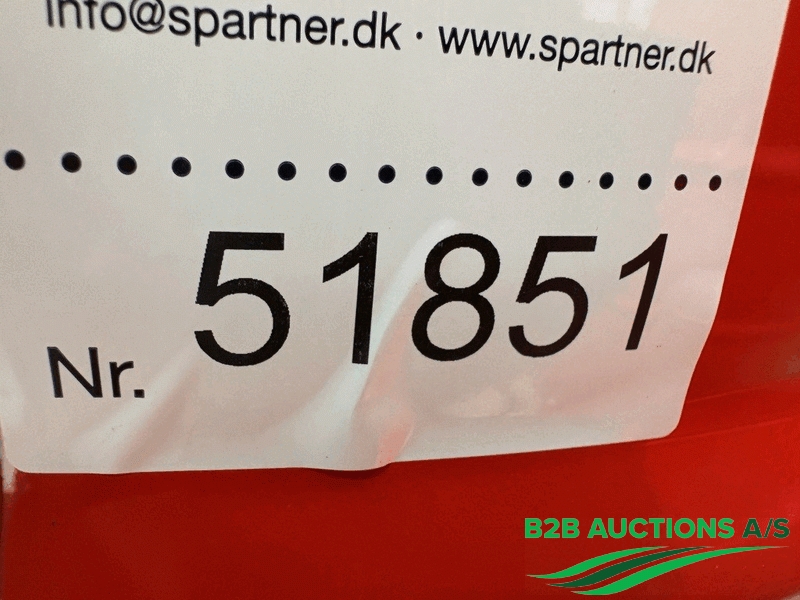 info@spartner.dk · www.spartner.dk
Nr. 51851
B2B AUCTIONS A/S